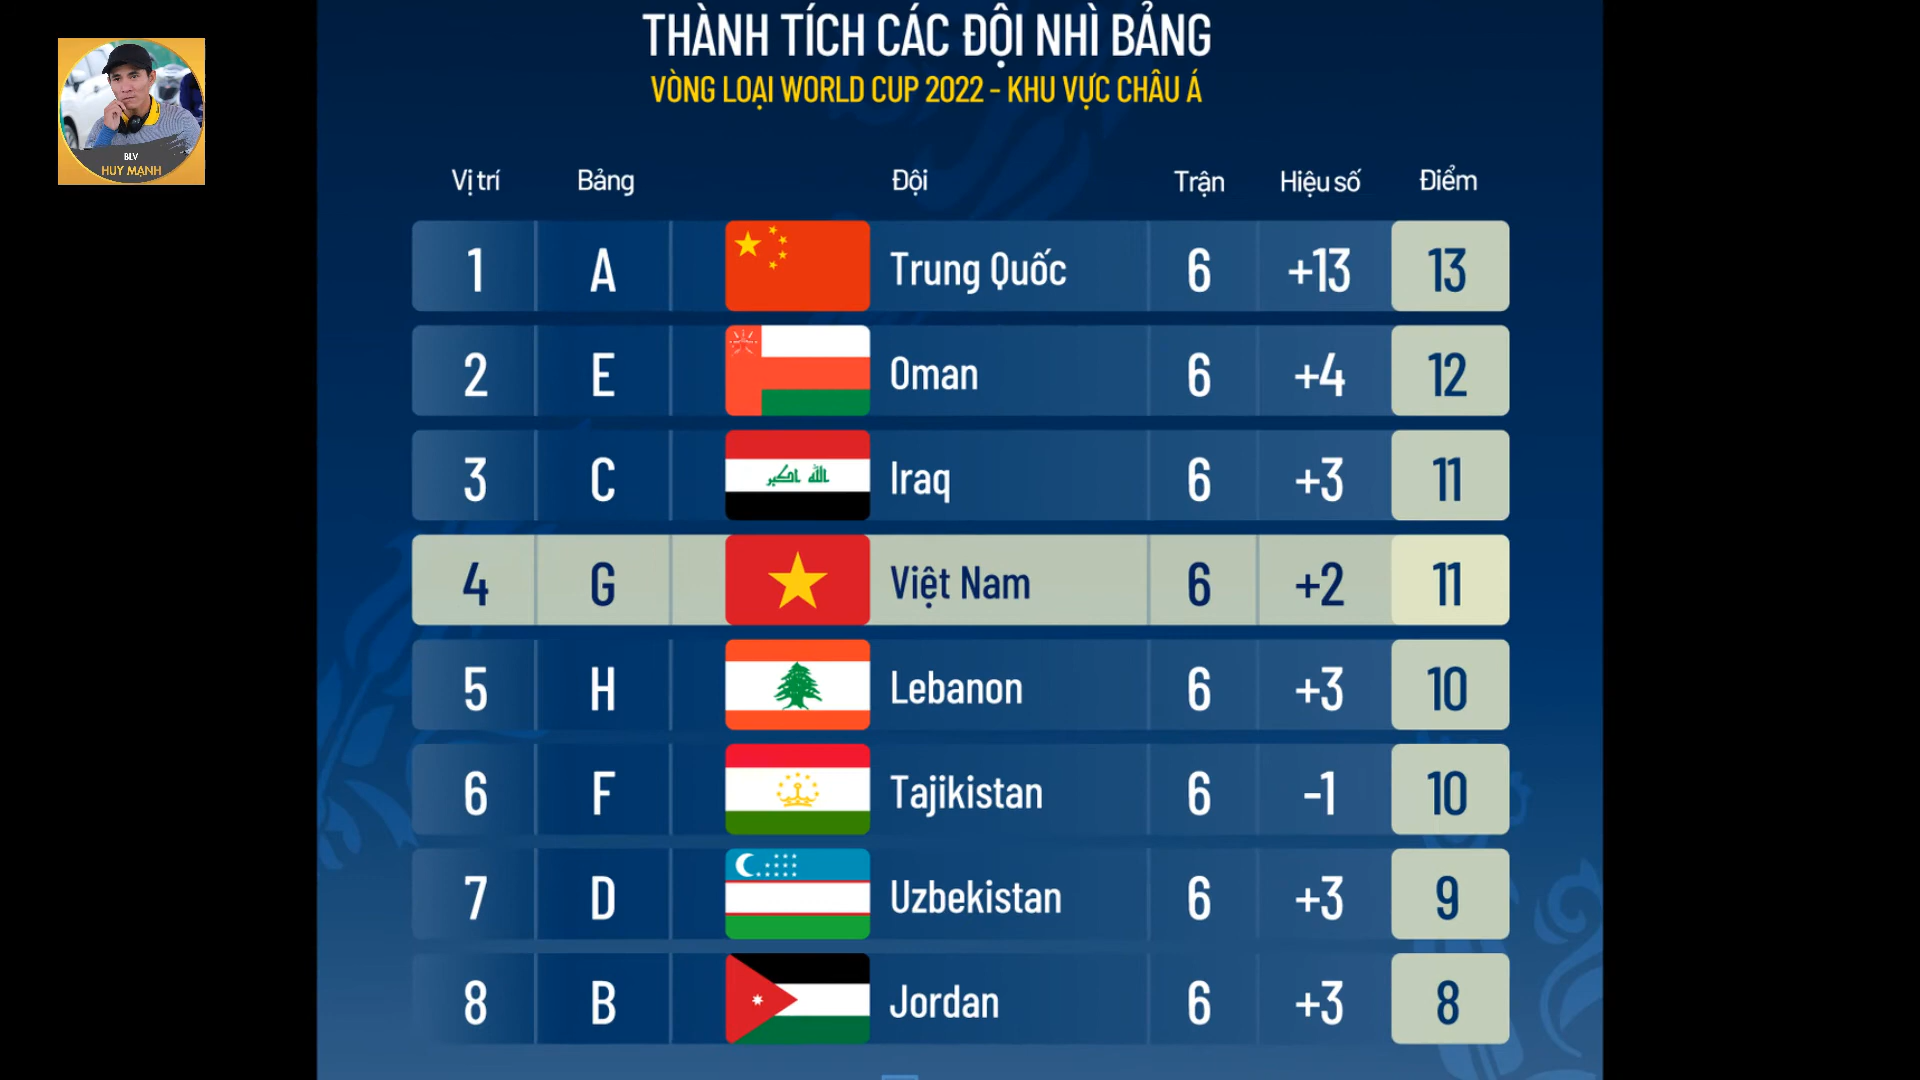 THÀNH TÍCH CÁC ĐỘI NHÌ BẢNG
VÒNG LOẠI WORLD CUP 2022 - KHU VỰC CHÂU Á
BLV
HUY MẠNH
Vị trí Bảng Đội Trận Hiệu số Điểm
1 A Trung Quốc 6 +13 13
2 E Oman 6 +4 12
3 C Iraq 6 +3 11
4 G Việt Nam 6 +2 11
5 H Lebanon 6 +3 10
6 F Tajikistan 6 -1 10
7 D Uzbekistan 6 +3 9
8 B Jordan 6 +3 8
الله اكبر